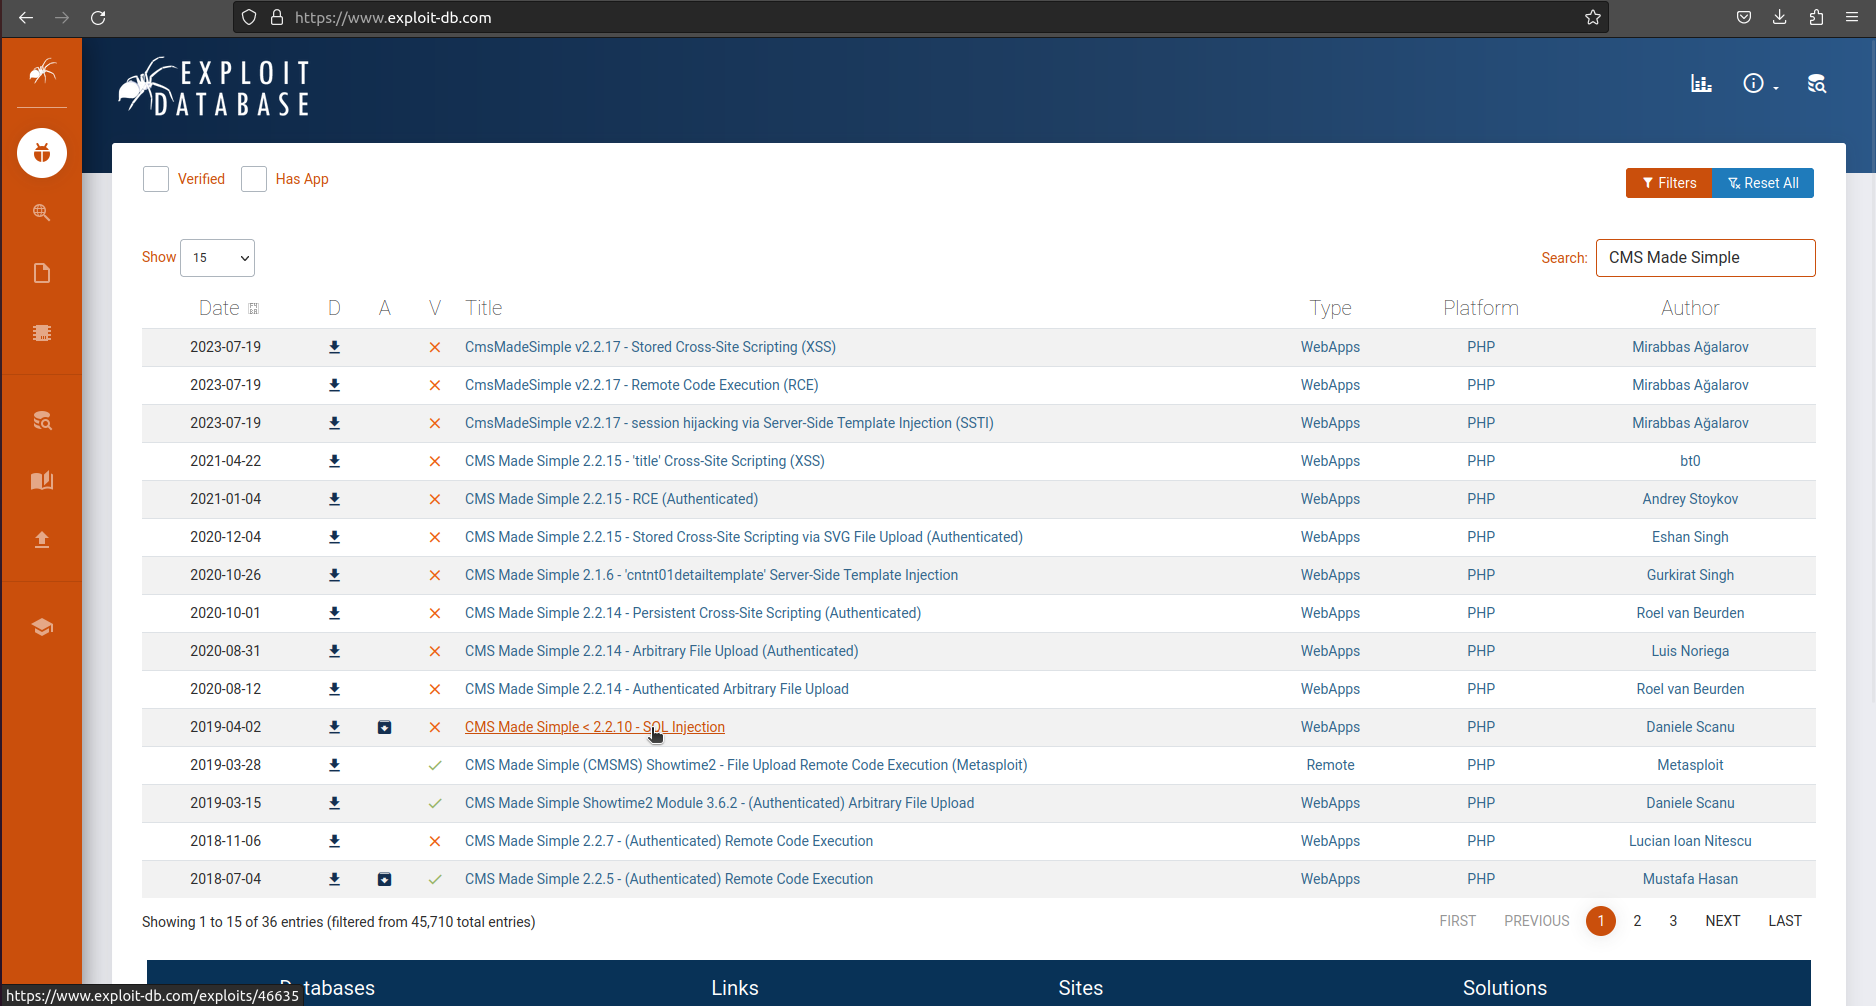 https://www.exploit-db.com
EXPLOIT
DATABASE
Verified Has App
Filters Reset All
Show 15
Search: CMS Made Simple
Date D A V Title Type Platform Author
2023-07-19 CmsMadeSimple v2.2.17 - Stored Cross-Site Scripting (XSS) WebApps PHP Mirabbas Ağalarov
2023-07-19 CmsMadeSimple v2.2.17 - Remote Code Execution (RCE) WebApps PHP Mirabbas Ağalarov
2023-07-19 CmsMadeSimple v2.2.17 - session hijacking via Server-Side Template Injection (SSTI) WebApps PHP Mirabbas Ağalarov
2021-04-22 CMS Made Simple 2.2.15 - 'title' Cross-Site Scripting (XSS) WebApps PHP bt0
2021-01-04 CMS Made Simple 2.2.15 - RCE (Authenticated) WebApps PHP Andrey Stoykov
2020-12-04 CMS Made Simple 2.2.15 - Stored Cross-Site Scripting via SVG File Upload (Authenticated) WebApps PHP Eshan Singh
2020-10-26 CMS Made Simple 2.1.6 - 'cntnt01detailtemplate' Server-Side Template Injection WebApps PHP Gurkirat Singh
2020-10-01 CMS Made Simple 2.2.14 - Persistent Cross-Site Scripting (Authenticated) WebApps PHP Roel van Beurden
2020-08-31 CMS Made Simple 2.2.14 - Arbitrary File Upload (Authenticated) WebApps PHP Luis Noriega
2020-08-12 CMS Made Simple 2.2.14 - Authenticated Arbitrary File Upload WebApps PHP Roel van Beurden
2019-04-02 CMS Made Simple < 2.2.10 - SQL Injection WebApps PHP Daniele Scanu
2019-03-28 CMS Made Simple (CMSMS) Showtime2 - File Upload Remote Code Execution (Metasploit) Remote PHP Metasploit
2019-03-15 CMS Made Simple Showtime2 Module 3.6.2 - (Authenticated) Arbitrary File Upload WebApps PHP Daniele Scanu
2018-11-06 CMS Made Simple 2.2.7 - (Authenticated) Remote Code Execution WebApps PHP Lucian Ioan Nitescu
2018-07-04 CMS Made Simple 2.2.5 - (Authenticated) Remote Code Execution WebApps PHP Mustafa Hasan
Showing 1 to 15 of 36 entries (filtered from 45,710 total entries) FIRST PREVIOUS 1 2 3 NEXT LAST
tabases Links Sites Solutions
https://www.exploit-db.com/exploits/46635